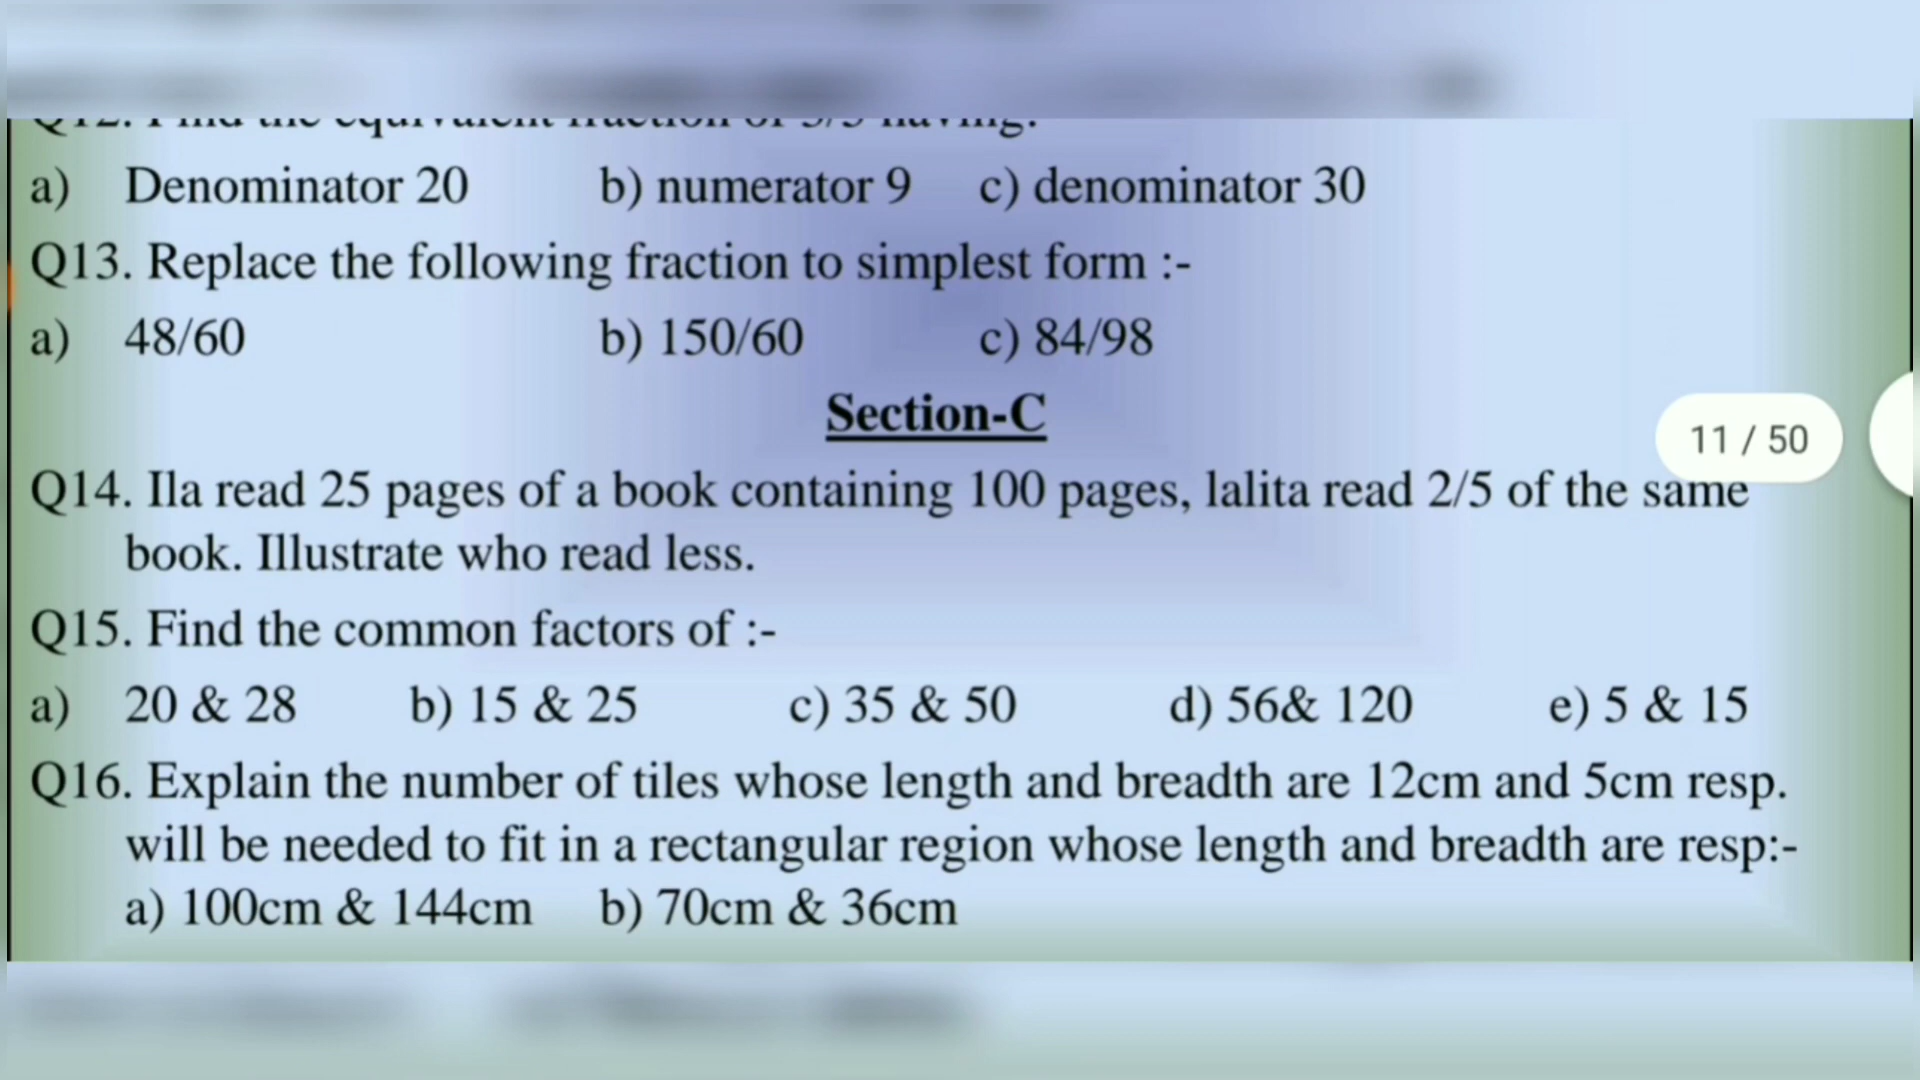 a) Denominator 20 b) numerator 9 c) denominator 30
Q13. Replace the following fraction to simplest form :-
a) 48/60 b) 150/60 c) 84/98
Section-C
11 / 50
Q14. Ila read 25 pages of a book containing 100 pages, lalita read 2/5 of the same
book. Illustrate who read less.
Q15. Find the common factors of :-
a) 20 & 28 b) 15 & 25 c) 35 & 50 d) 56& 120 e) 5 & 15
Q16. Explain the number of tiles whose length and breadth are 12cm and 5cm resp.
will be needed to fit in a rectangular region whose length and breadth are resp:-
a) 100cm & 144cm b) 70cm & 36cm